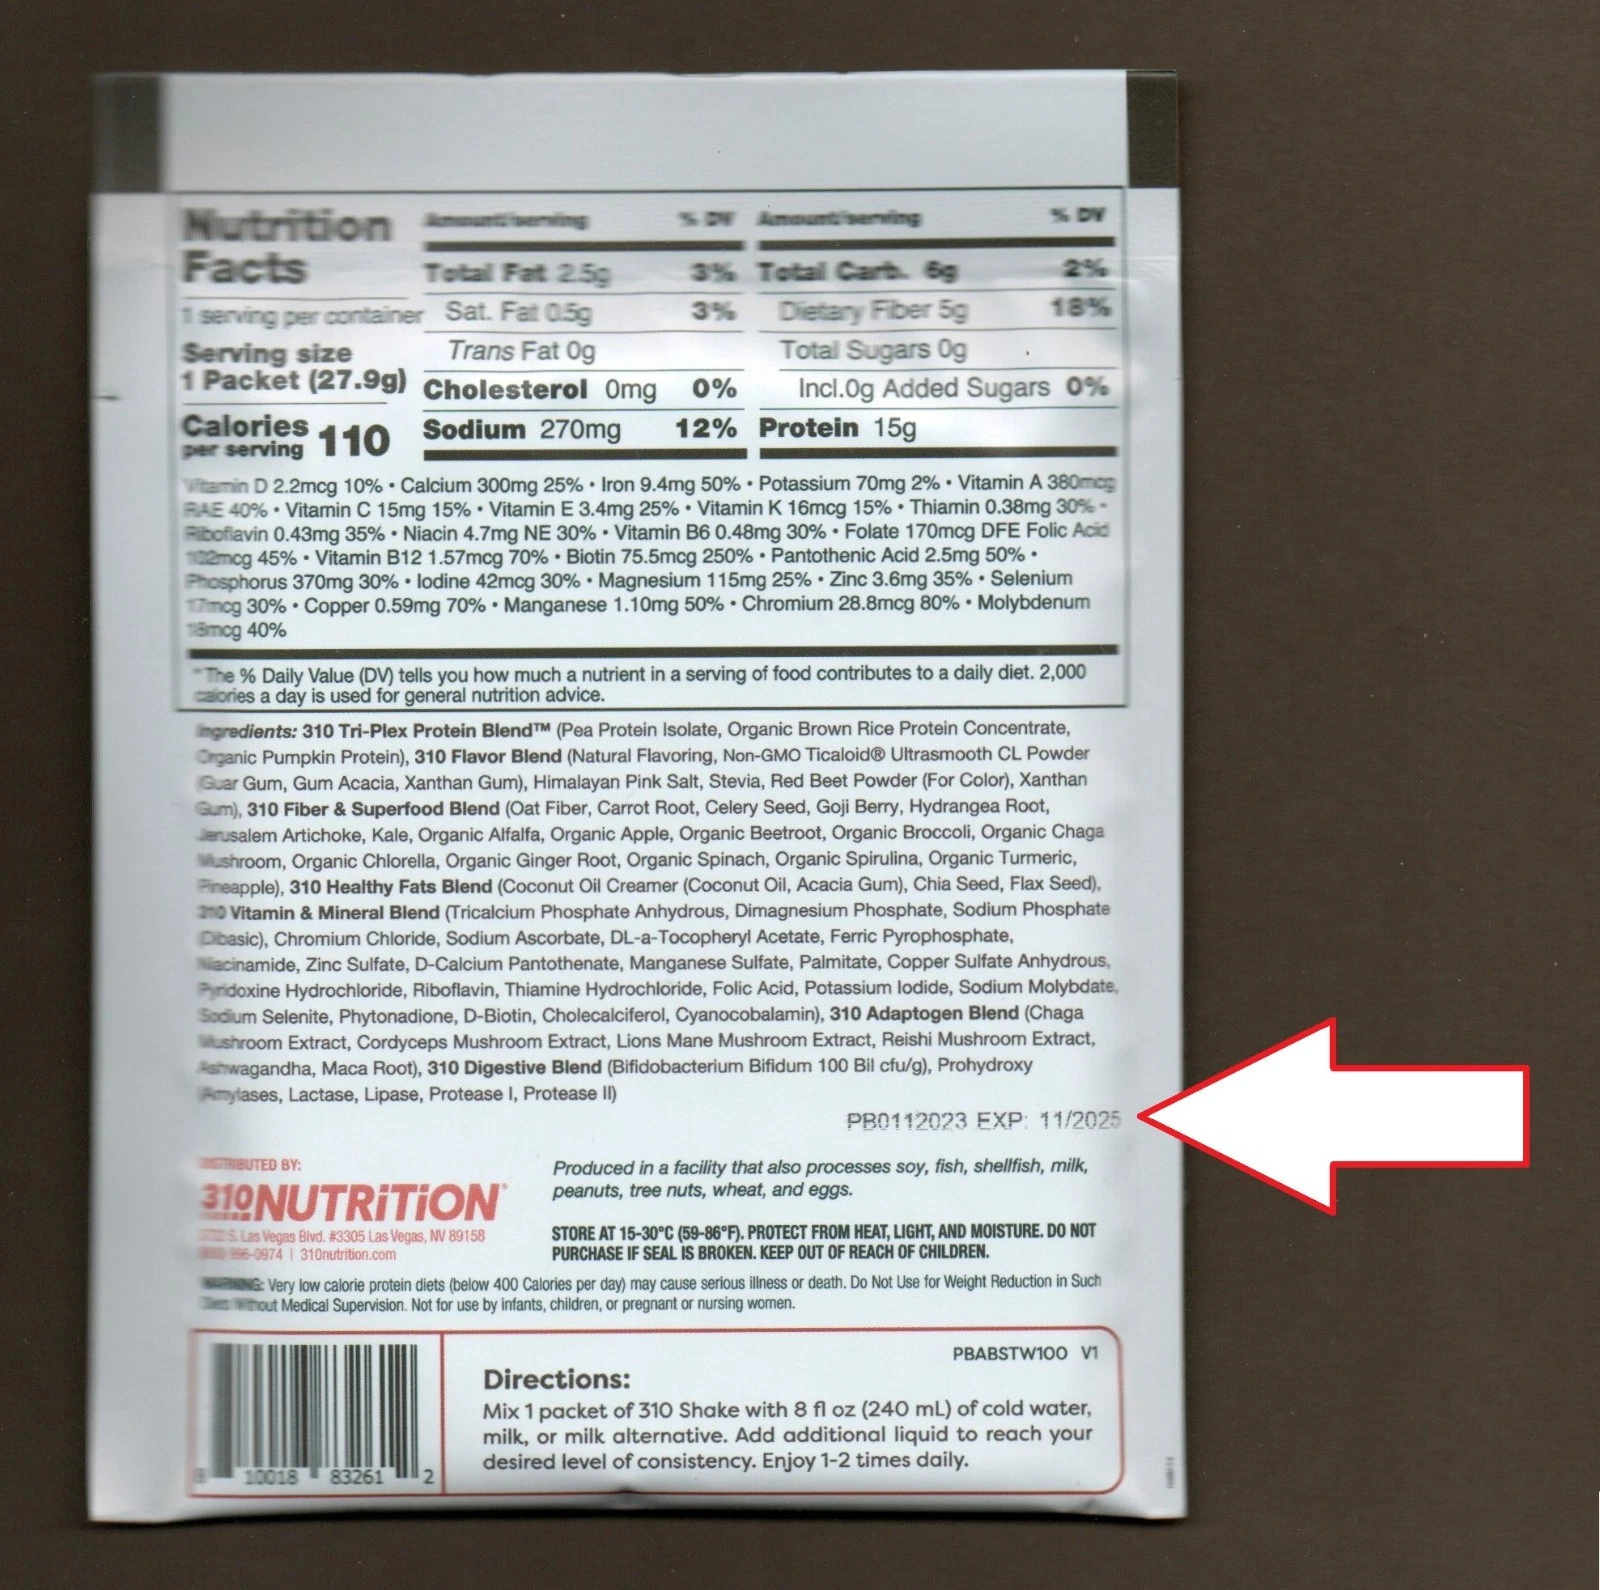 Nutrition
Facts
1 serving per container
Serving size
1 Packet (27.9g)
Calories
per serving 110
Amount/serving % DV
Total Fat 2.5g 3%
Sat. Fat 0.5g 3%
Trans Fat 0g
Cholesterol 0mg 0%
Sodium 270mg 12%
Amount/serving % DV
Total Carb. 6g 2%
Dietary Fiber 5g 18%
Total Sugars 0g
Incl.0g Added Sugars 0%
Protein 15g
Vitamin D 2.2mcg 10% • Calcium 300mg 25% • Iron 9.4mg 50% • Potassium 70mg 2% • Vitamin A 380mcg
RAE 40% • Vitamin C 15mg 15% • Vitamin E 3.4mg 25% • Vitamin K 16mcg 15% • Thiamin 0.38mg 30% •
Riboflavin 0.43mg 35% • Niacin 4.7mg NE 30% • Vitamin B6 0.48mg 30% • Folate 170mcg DFE Folic Acid
102mcg 45% • Vitamin B12 1.57mcg 70% • Biotin 75.5mcg 250% • Pantothenic Acid 2.5mg 50% •
Phosphorus 370mg 30% • Iodine 42mcg 30% • Magnesium 115mg 25% • Zinc 3.6mg 35% • Selenium
17mcg 30% • Copper 0.59mg 70% • Manganese 1.10mg 50% • Chromium 28.8mcg 80% • Molybdenum
18mcg 40%
* The % Daily Value (DV) tells you how much a nutrient in a serving of food contributes to a daily diet. 2,000
calories a day is used for general nutrition advice.
Ingredients: 310 Tri-Plex Protein Blend™ (Pea Protein Isolate, Organic Brown Rice Protein Concentrate,
Organic Pumpkin Protein), 310 Flavor Blend (Natural Flavoring, Non-GMO Ticaloid® Ultrasmooth CL Powder
(Guar Gum, Gum Acacia, Xanthan Gum), Himalayan Pink Salt, Stevia, Red Beet Powder (For Color), Xanthan
Gum), 310 Fiber & Superfood Blend (Oat Fiber, Carrot Root, Celery Seed, Goji Berry, Hydrangea Root,
Jerusalem Artichoke, Kale, Organic Alfalfa, Organic Apple, Organic Beetroot, Organic Broccoli, Organic Chaga
Mushroom, Organic Chlorella, Organic Ginger Root, Organic Spinach, Organic Spirulina, Organic Turmeric,
Pineapple), 310 Healthy Fats Blend (Coconut Oil Creamer (Coconut Oil, Acacia Gum), Chia Seed, Flax Seed),
310 Vitamin & Mineral Blend (Tricalcium Phosphate Anhydrous, Dimagnesium Phosphate, Sodium Phosphate
(Dibasic), Chromium Chloride, Sodium Ascorbate, DL-a-Tocopheryl Acetate, Ferric Pyrophosphate,
Niacinamide, Zinc Sulfate, D-Calcium Pantothenate, Manganese Sulfate, Palmitate, Copper Sulfate Anhydrous,
Pyridoxine Hydrochloride, Riboflavin, Thiamine Hydrochloride, Folic Acid, Potassium Iodide, Sodium Molybdate,
Sodium Selenite, Phytonadione, D-Biotin, Cholecalciferol, Cyanocobalamin), 310 Adaptogen Blend (Chaga
Mushroom Extract, Cordyceps Mushroom Extract, Lions Mane Mushroom Extract, Reishi Mushroom Extract,
Ashwagandha, Maca Root), 310 Digestive Blend (Bifidobacterium Bifidum 100 Bil cfu/g), Prohydroxy
(Amylases, Lactase, Lipase, Protease I, Protease II)
PB0112023 EXP: 11/2025
DISTRIBUTED BY:
310NUTRiTiON
S. Las Vegas Blvd. #3305 Las Vegas, NV 89158
996-0974 | 310nutrition.com
Produced in a facility that also processes soy, fish, shellfish, milk,
peanuts, tree nuts, wheat, and eggs.
STORE AT 15-30°C (59-86°F). PROTECT FROM HEAT, LIGHT, AND MOISTURE. DO NOT
PURCHASE IF SEAL IS BROKEN. KEEP OUT OF REACH OF CHILDREN.
WARNING: Very low calorie protein diets (below 400 Calories per day) may cause serious illness or death. Do Not Use for Weight Reduction in Such
Diets Without Medical Supervision. Not for use by infants, children, or pregnant or nursing women.
PBABSTW100 V1
Directions:
Mix 1 packet of 310 Shake with 8 fl oz (240 mL) of cold water,
milk, or milk alternative. Add additional liquid to reach your
desired level of consistency. Enjoy 1-2 times daily.
8 10018 83261 2